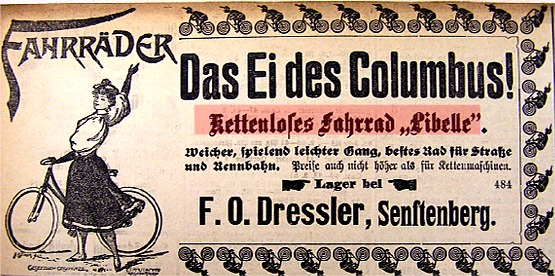 FAHRRÄDER
Das Ei des Columbus!
Kettenloses Fahrrad „Libelle".
Weicher, spielend leichter Gang, bestes Rad für Straße
und Rennbahn. Preise auch nicht höher als für Kettenmaschinen.
Lager bei 484
F. O. Dressler, Senftenberg.